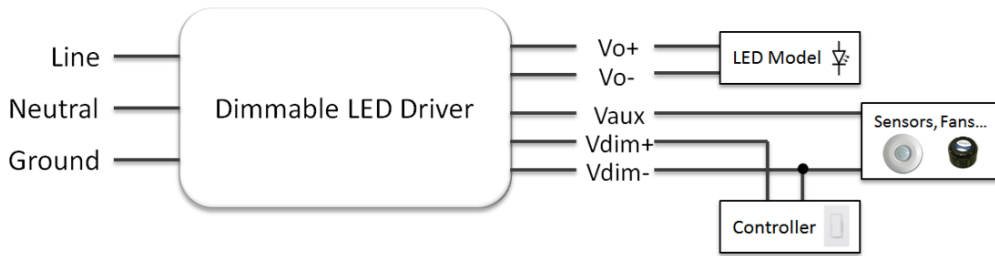 Line
Neutral
Ground
Dimmable LED Driver
Vo+
Vo-
Vaux
Vdim+
Vdim-
LED Model
Sensors, Fans...
Controller